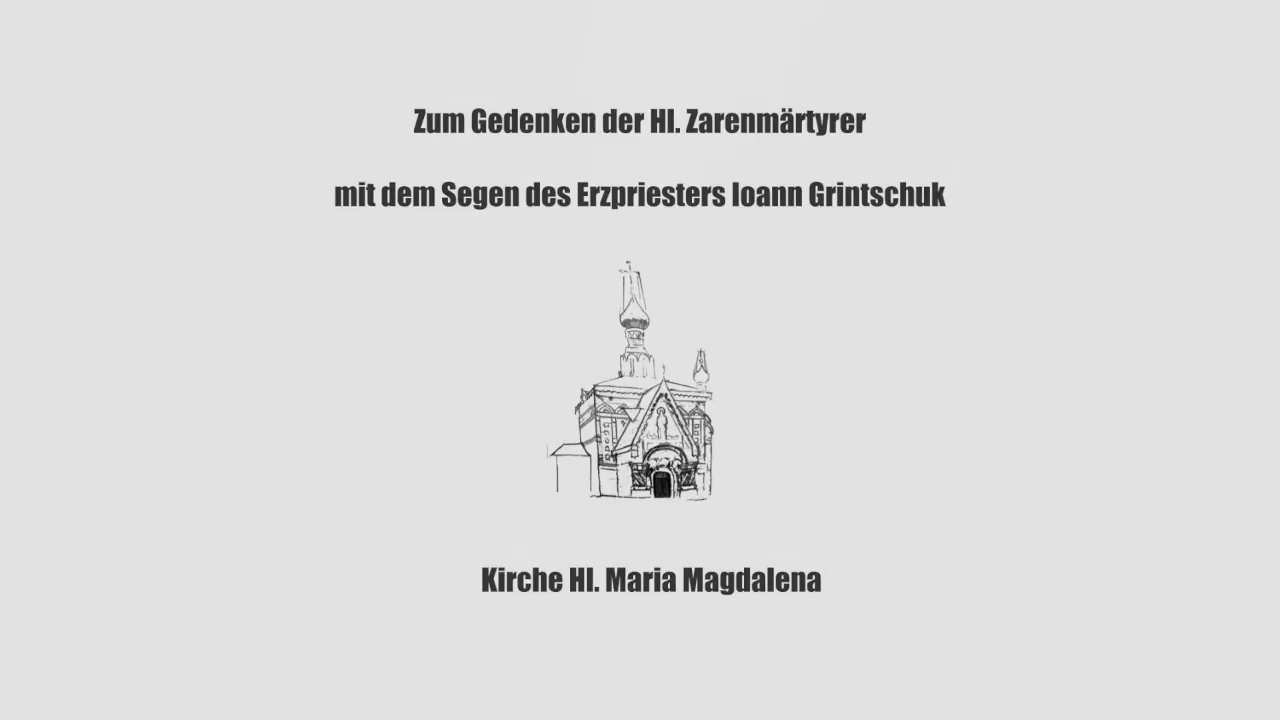 Zum Gedenken der Hl. Zarenmärtyrer
mit dem Segen des Erzpriesters Ioann Grintschuk
Kirche Hl. Maria Magdalena